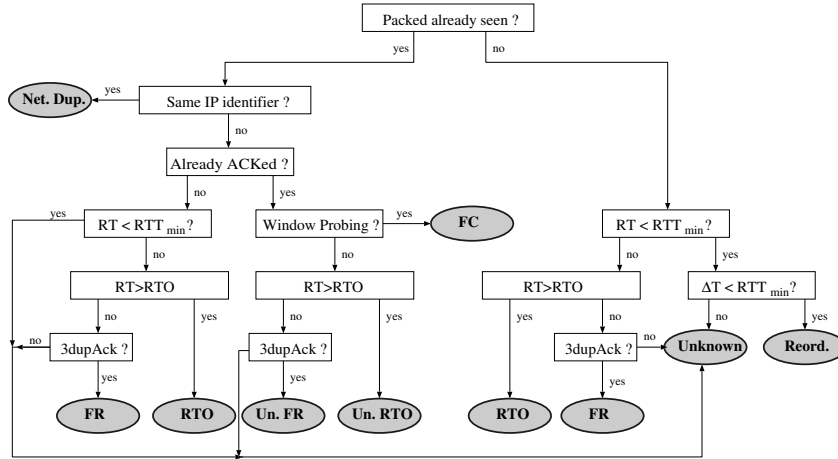 Packed already seen ?
yes
no
Net. Dup.
yes
Same IP identifier ?
no
Already ACKed ?
no
yes
yes
RT < RTT min ?
Window Probing ?
yes
FC
RT < RTT min ?
no
no
no
yes
RT>RTO
RT>RTO
RT>RTO
ΔT < RTT min ?
no
yes
no
yes
yes
no
no
yes
no
3dupAck ?
3dupAck ?
3dupAck ?
no
Unknown
Reord.
yes
yes
yes
FR
RTO
Un. FR
Un. RTO
RTO
FR